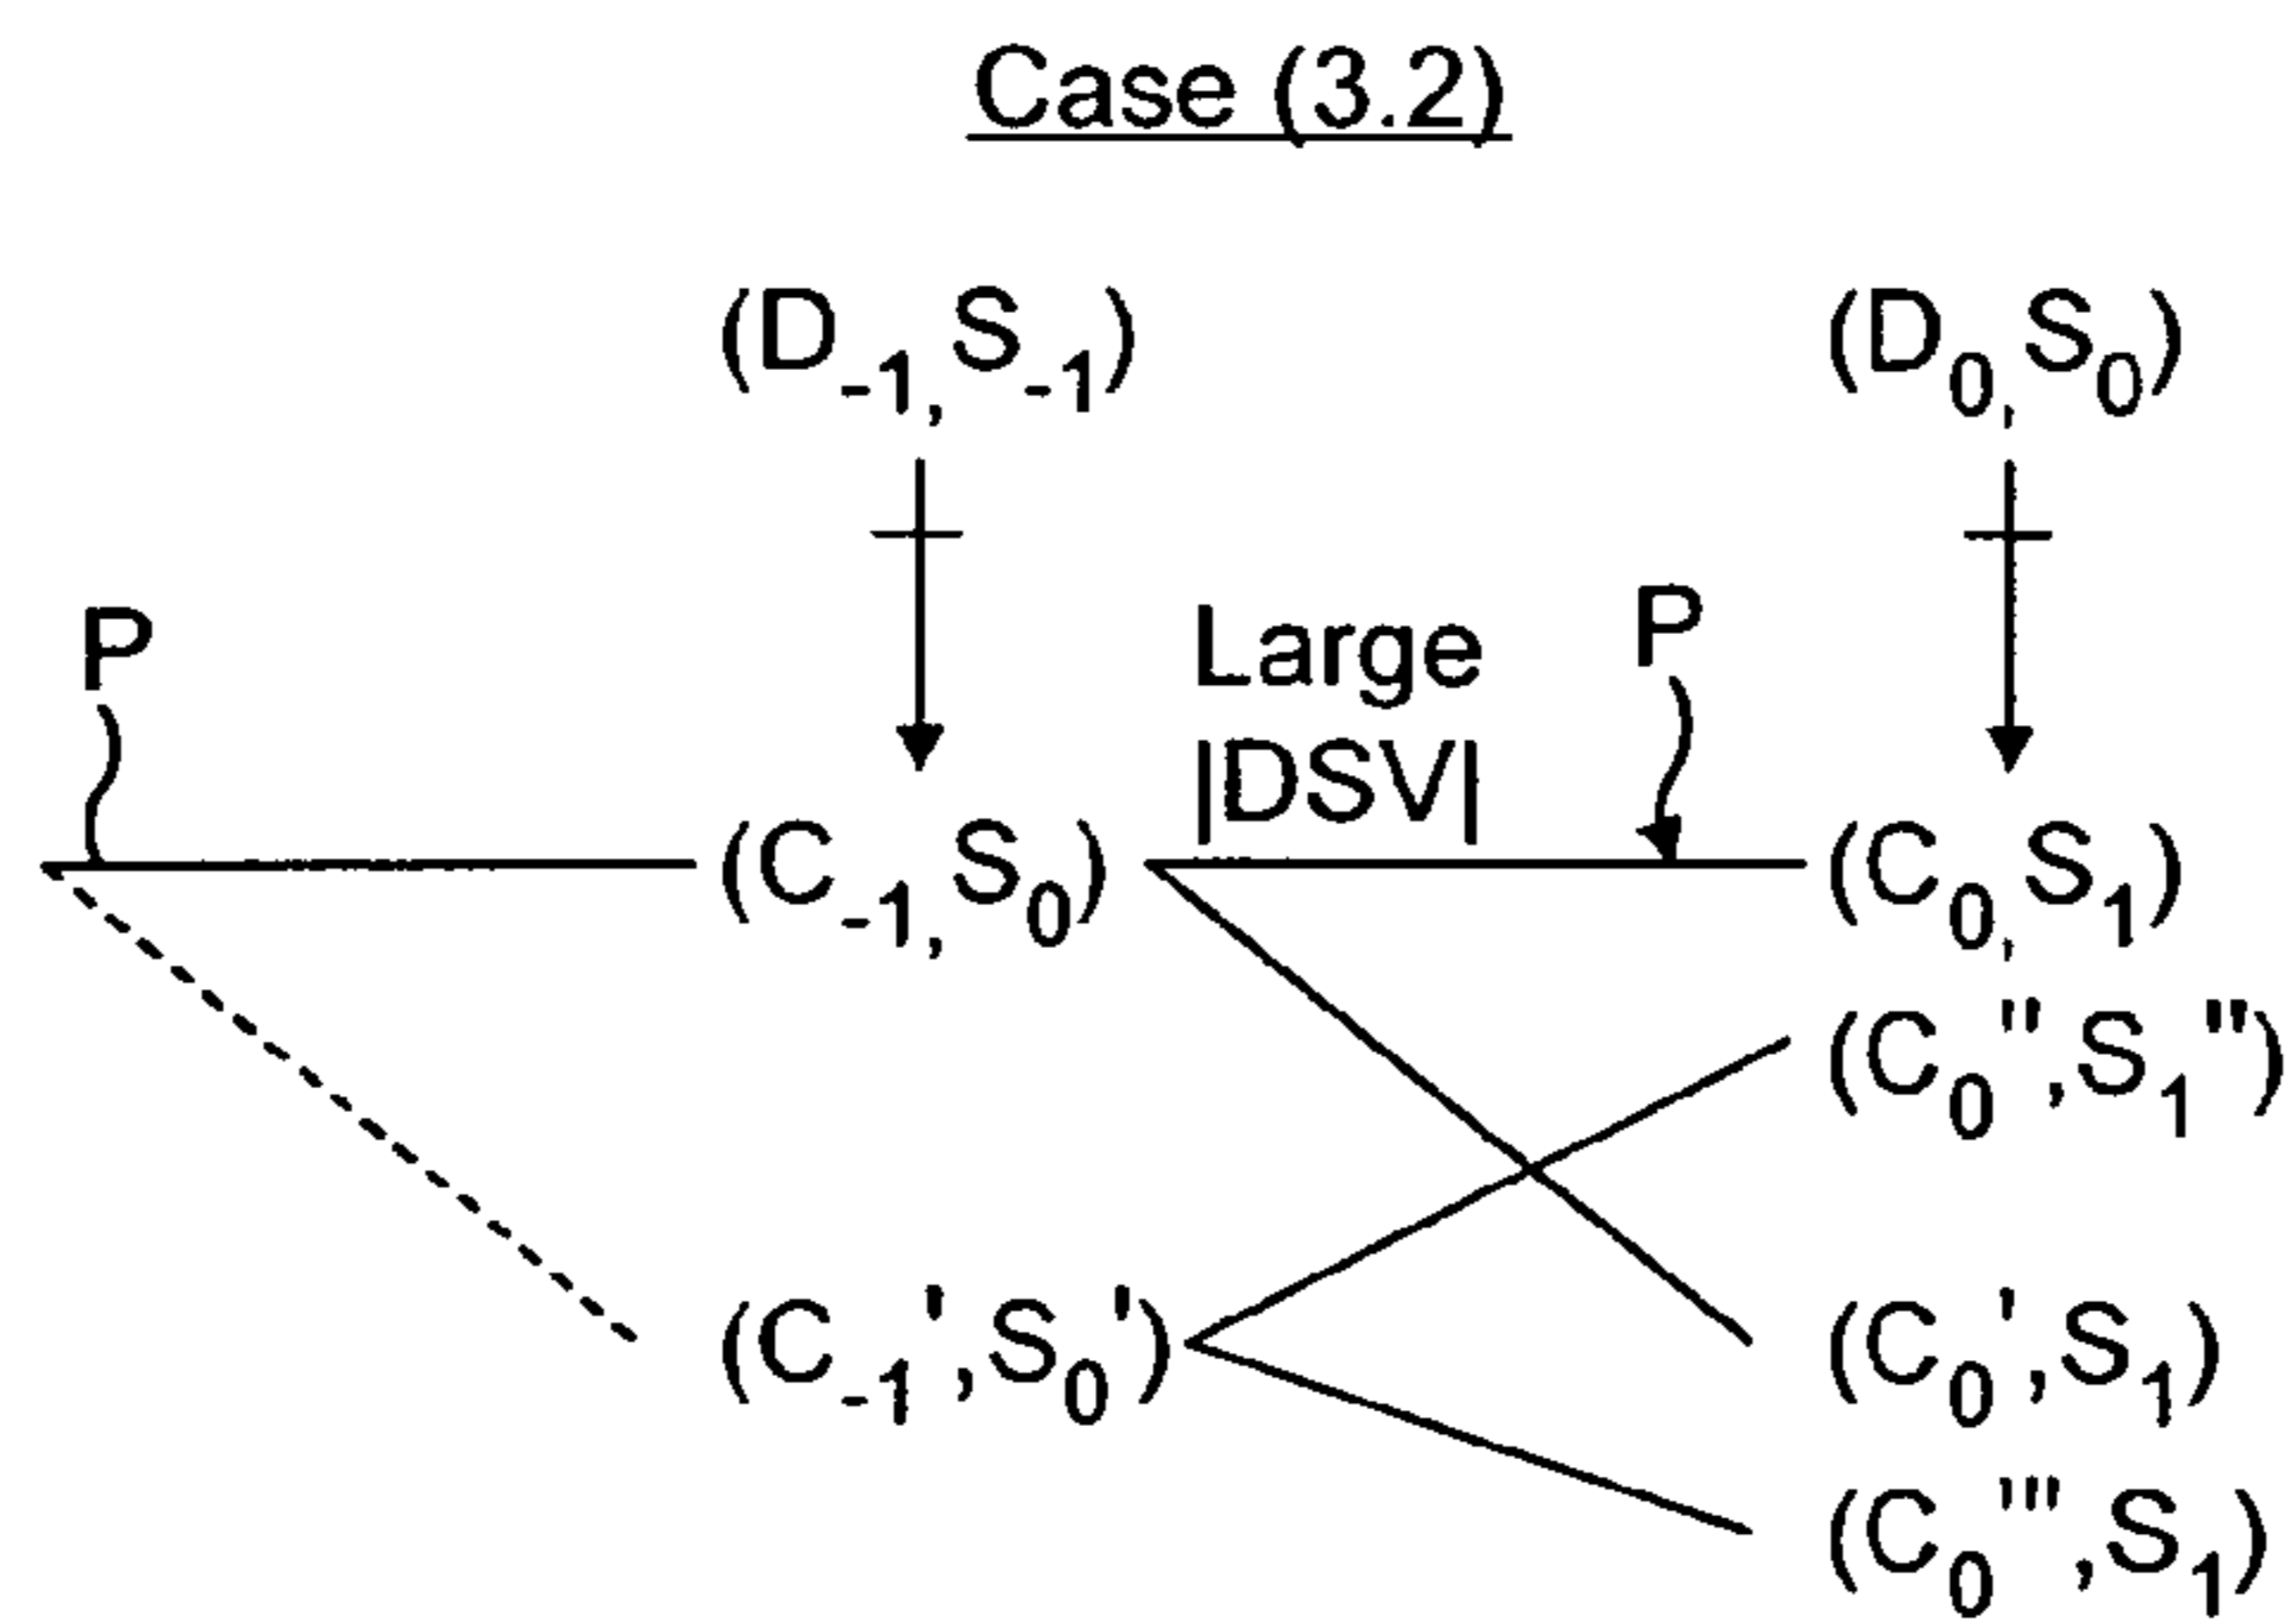 Case (3.2)
(D-1,S-1) (D0,S0)
P Large P
|DSV|
(C-1,S0) (C0,S1)
(C0",S1")
(C-1',S0') (C0',S1)
(C0"',S1)